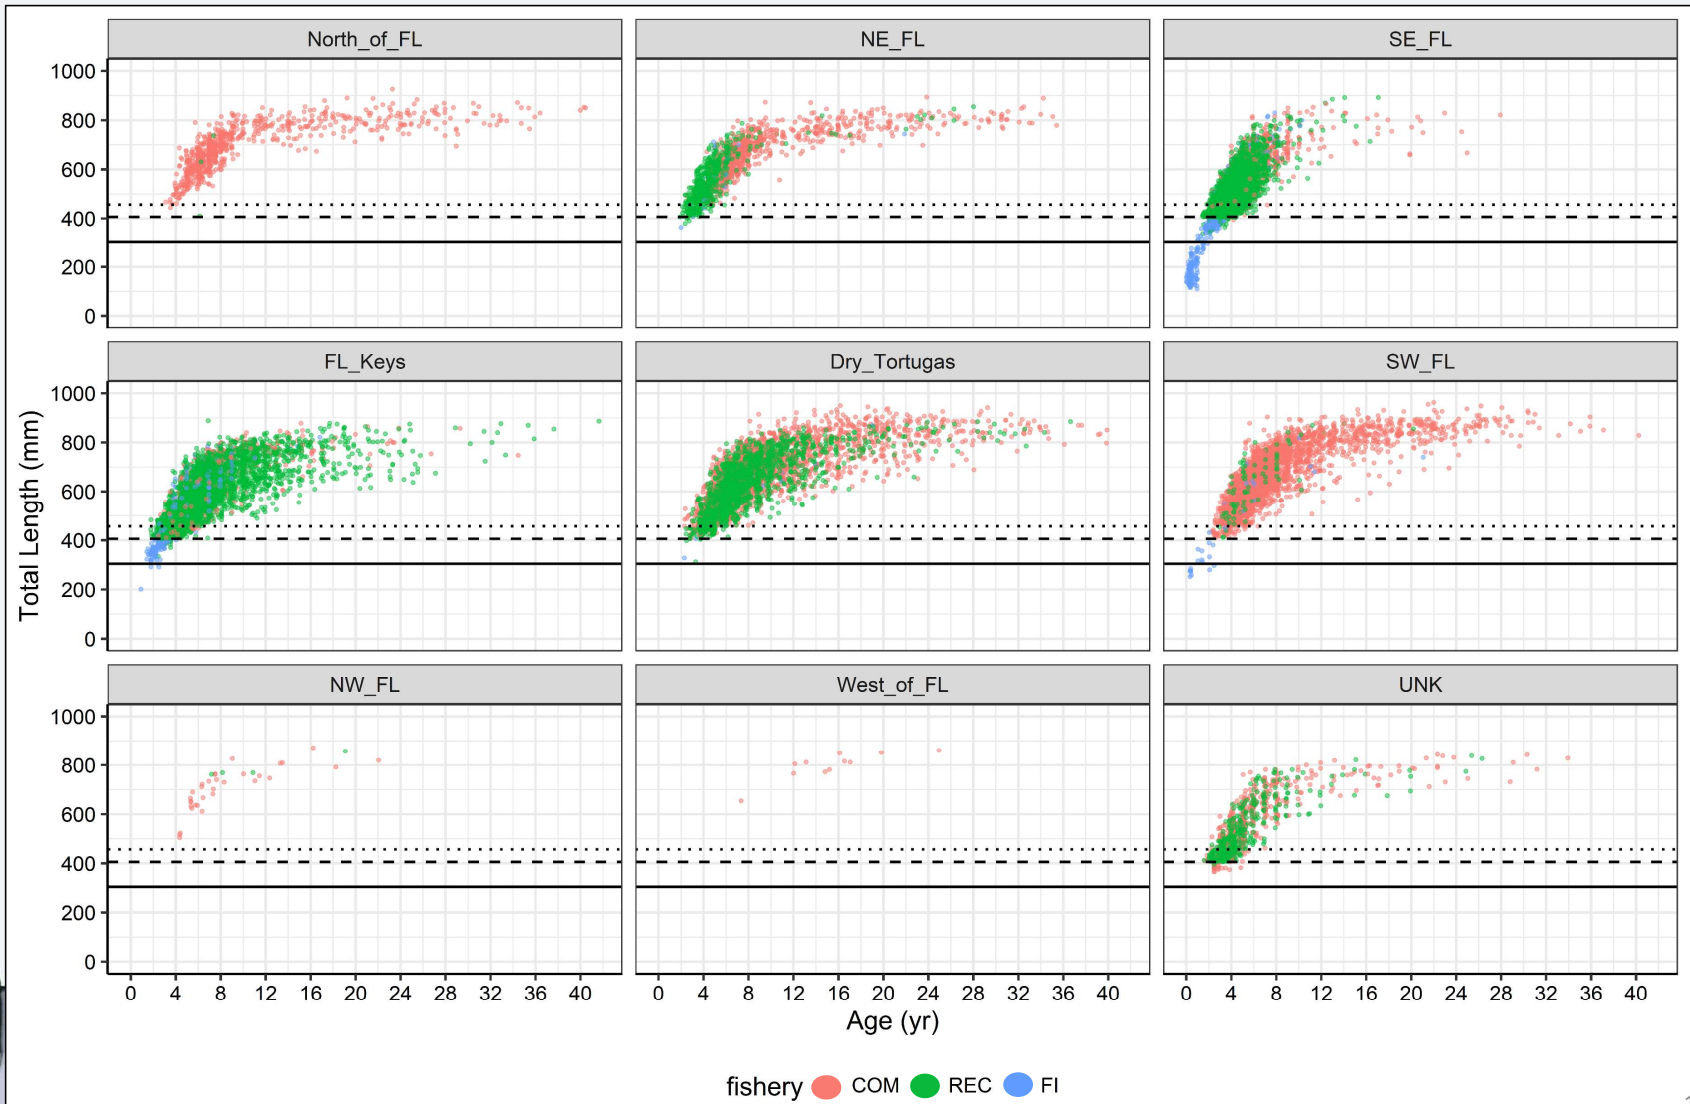 North_of_FL NE_FL SE_FL
1000
800
600
400
200
0
FL_Keys Dry_Tortugas SW_FL
1000
800
600
400
200
0
Total Length (mm)
NW_FL West_of_FL UNK
1000
800
600
400
200
0
0 4 8 12 16 20 24 28 32 36 40 0 4 8 12 16 20 24 28 32 36 40 0 4 8 12 16 20 24 28 32 36 40
Age (yr)
fishery COM REC FI